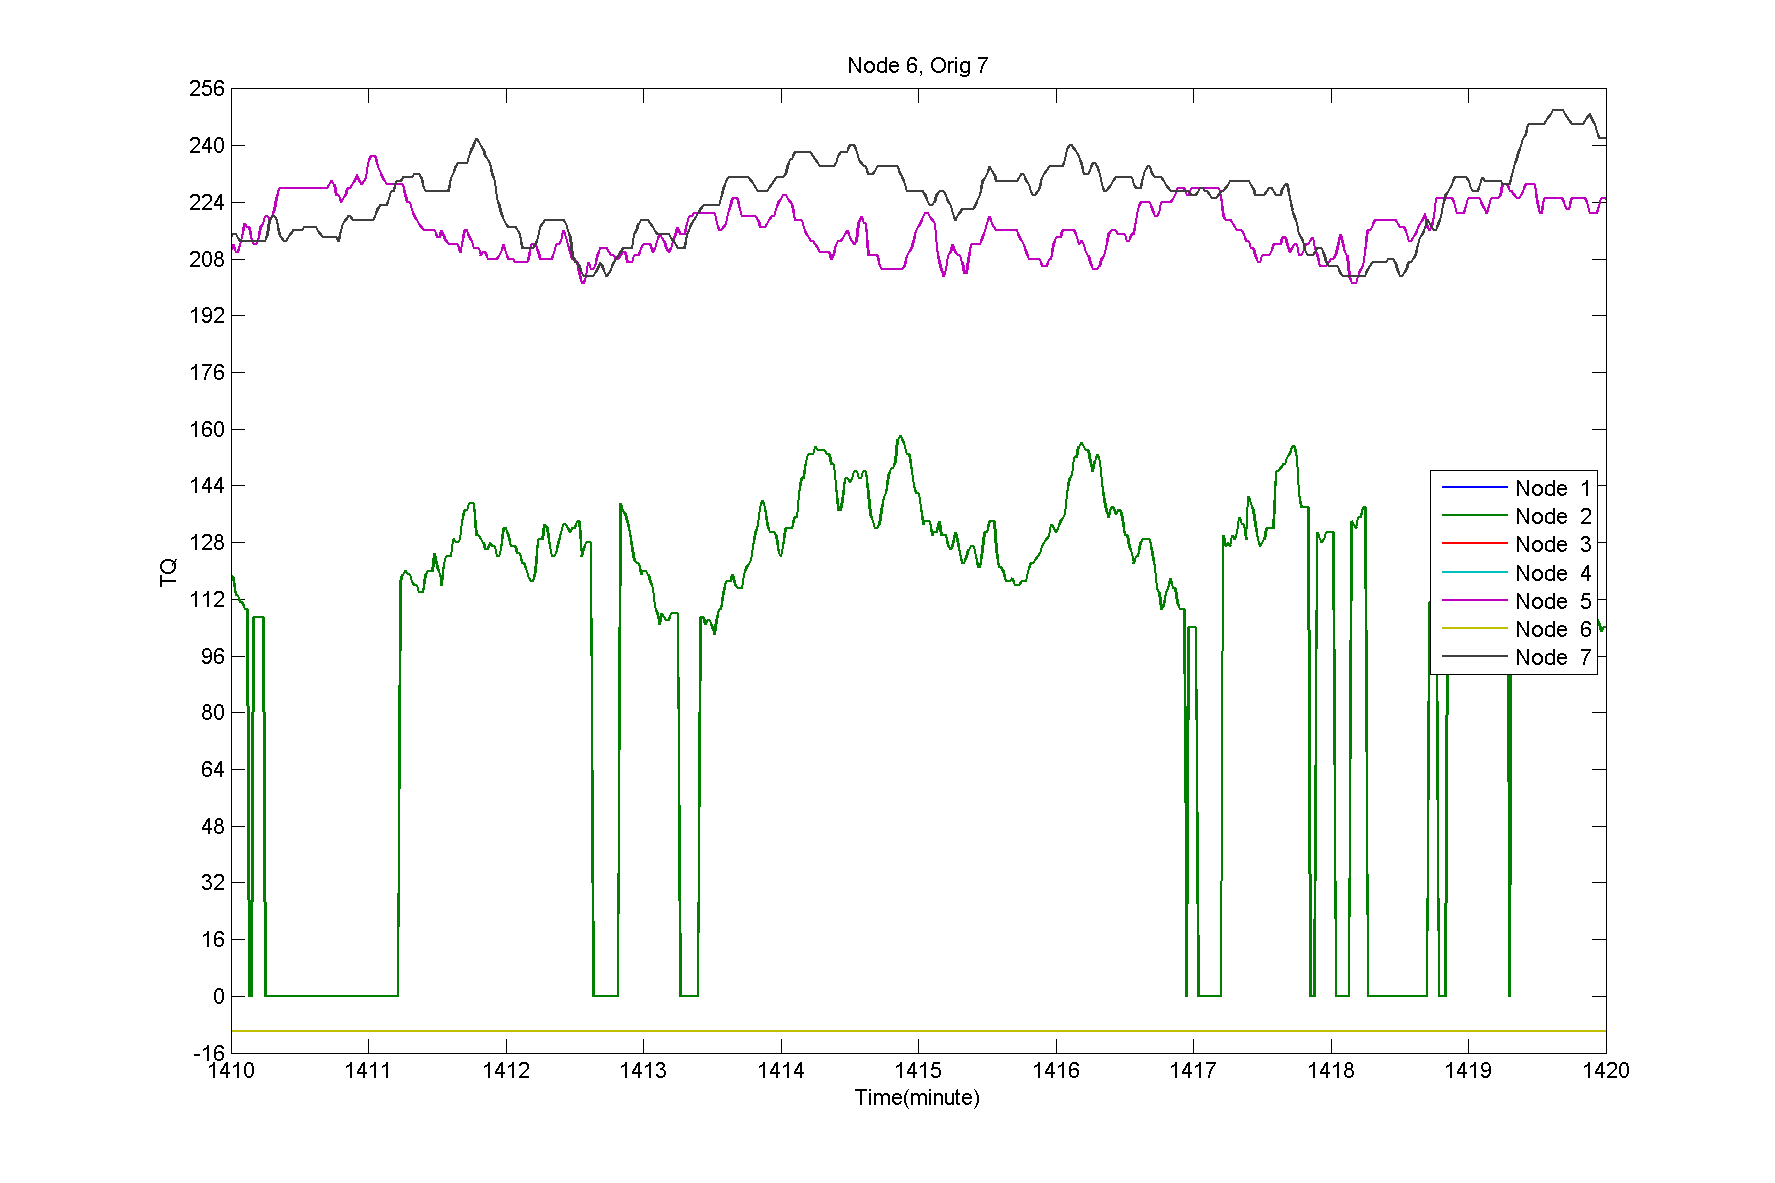 Node 6, Orig 7
256
240
224
208
192
176
160
144
128
112
96
80
64
48
32
16
0
-16
TQ
Node 1
Node 2
Node 3
Node 4
Node 5
Node 6
Node 7
1410 1411 1412 1413 1414 1415 1416 1417 1418 1419 1420
Time(minute)